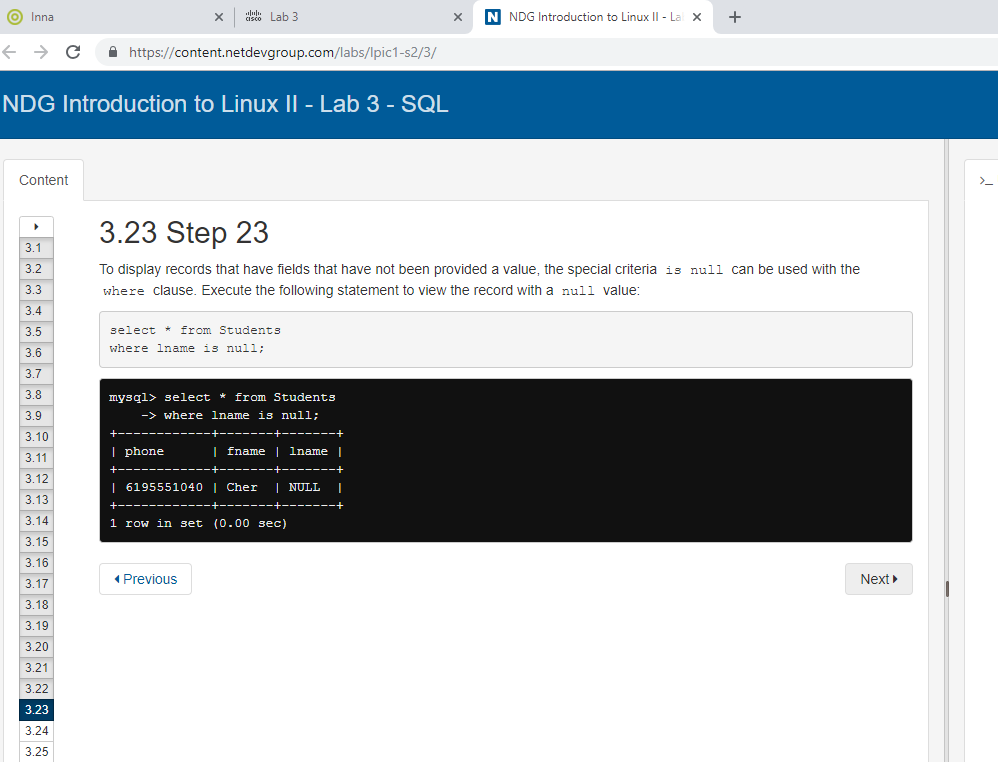 Inna
Lab 3
NDG Introduction to Linux II - La
https://content.netdevgroup.com/labs/lpic1-s2/3/
NDG Introduction to Linux II - Lab 3 - SQL
Content
>_
3.1
3.2
3.3
3.4
3.5
3.6
3.7
3.8
3.9
3.10
3.11
3.12
3.13
3.14
3.15
3.16
3.17
3.18
3.19
3.20
3.21
3.22
3.23
3.24
3.25
3.23 Step 23
To display records that have fields that have not been provided a value, the special criteria is null can be used with the
where clause. Execute the following statement to view the record with a null value:
select * from Students
where lname is null;
mysql> select * from Students
    -> where lname is null;
+------------+-------+-------+
| phone      | fname | lname |
+------------+-------+-------+
| 6195551040 | Cher  | NULL  |
+------------+-------+-------+
1 row in set (0.00 sec)
Previous
Next